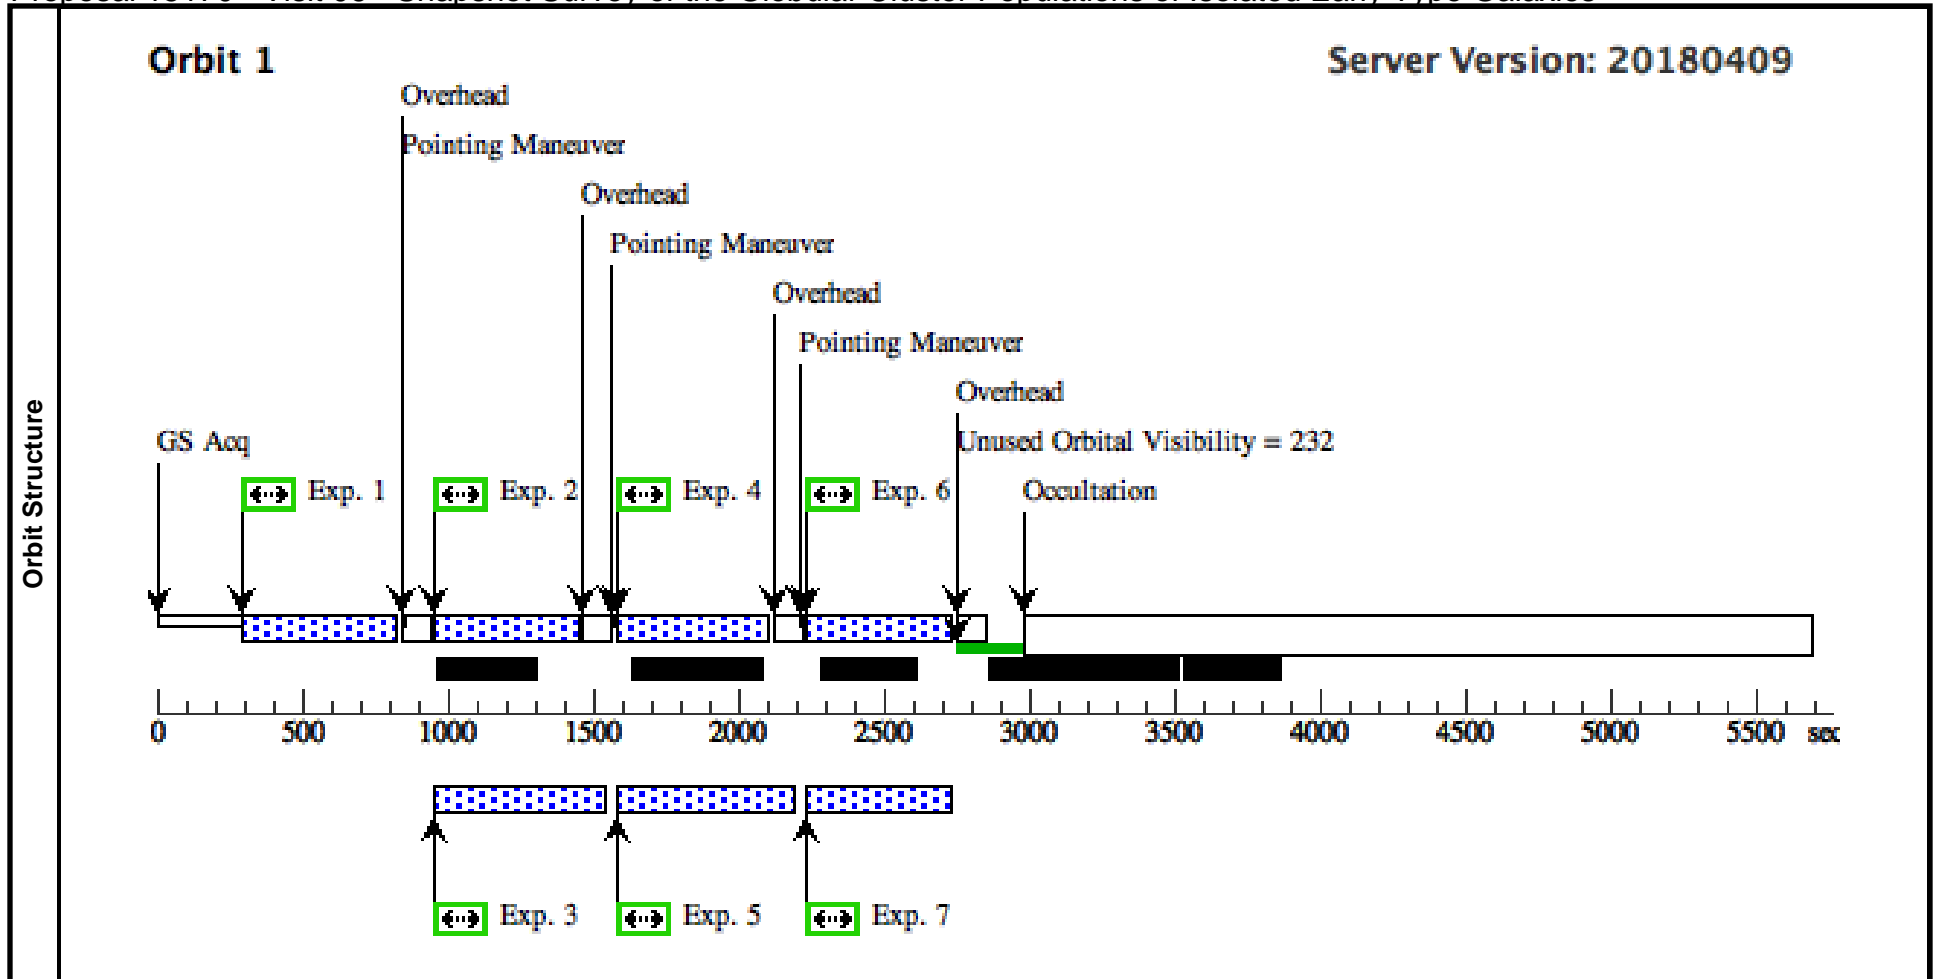 Orbit 1
Server Version: 20180409
Overhead
Pointing Maneuver
Overhead
Pointing Maneuver
Overhead
Pointing Maneuver
Overhead
GS Acq
Unused Orbital Visibility = 232
Exp. 1
Exp. 2
Exp. 4
Exp. 6
Occultation
Orbit Structure
0 500 1000 1500 2000 2500 3000 3500 4000 4500 5000 5500 sec
Exp. 3
Exp. 5
Exp. 7